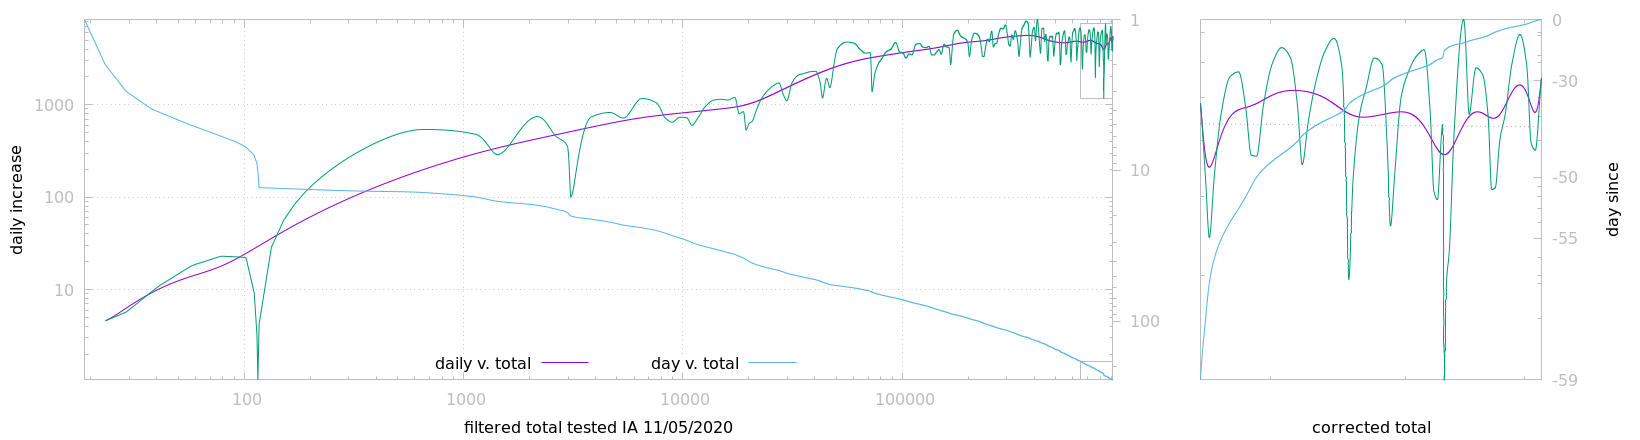 daily increase
1000
100
10
100
1000
10000
100000
1
10
100
daily v. total
day v. total
filtered total tested IA 11/05/2020
0
-30
-50
-55
-59
day since
corrected total